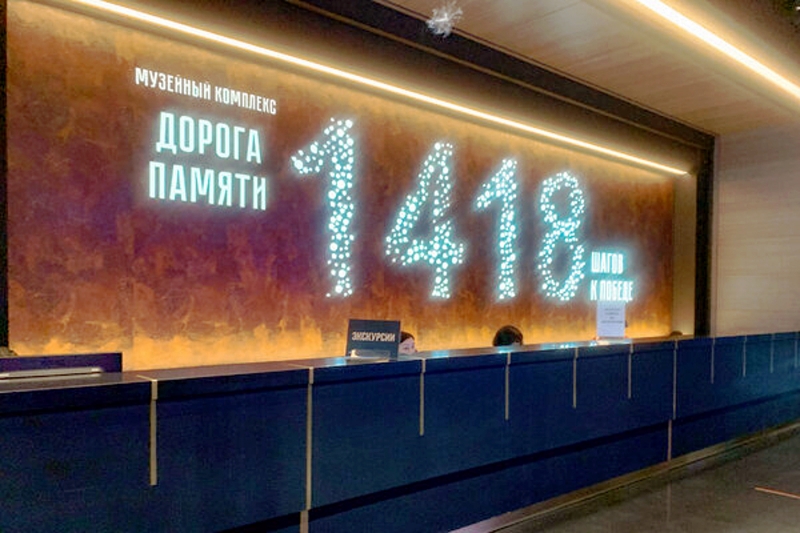 МУЗЕЙНЫЙ КОМПЛЕКС
ДОРОГА
ПАМЯТИ
1418
ШАГОВ
К ПОБЕДЕ
ЭКСКУРСИИ